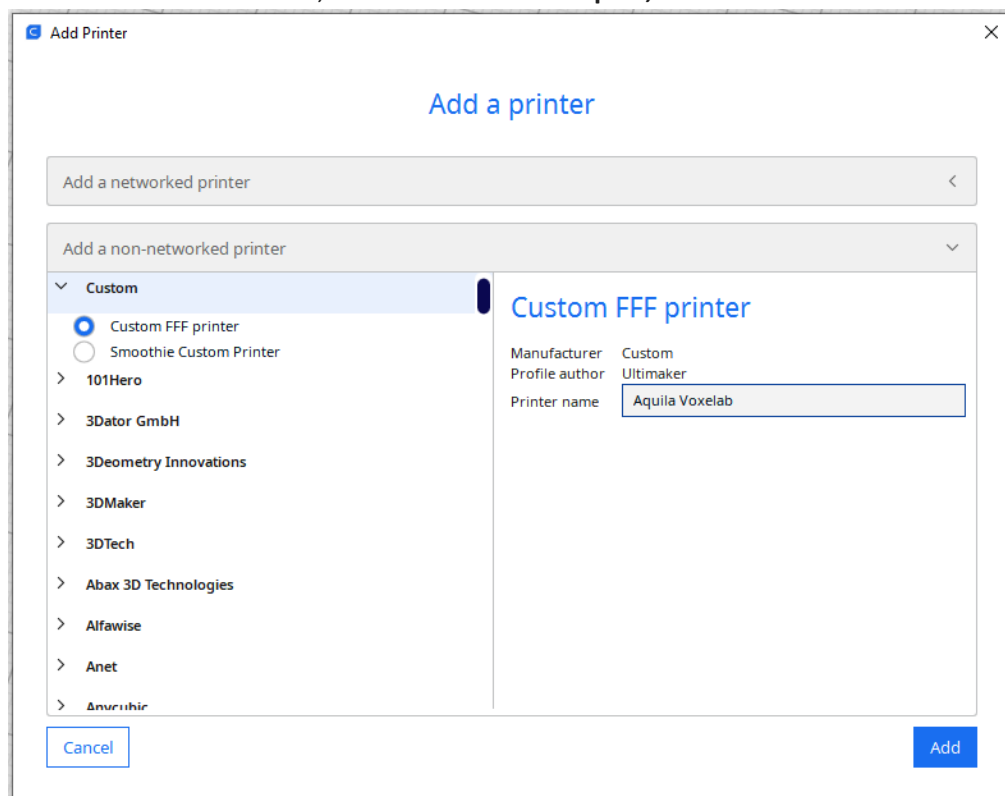 Add Printer
Add a printer
Add a networked printer
Add a non-networked printer
Custom
Custom FFF printer
Smoothie Custom Printer
101Hero
3Dator GmbH
3Deometry Innovations
3DMaker
3DTech
Abax 3D Technologies
Alfawise
Anet
Anycubic
Custom FFF printer
Manufacturer Custom
Profile author Ultimaker
Printer name Aquila Voxelab
Cancel
Add